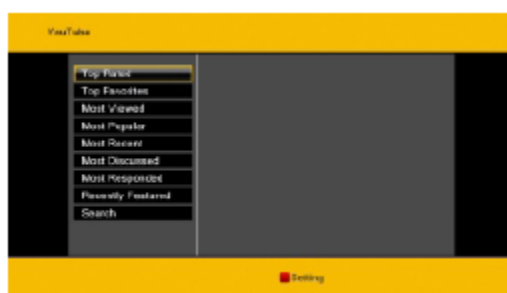 YouTube
Top Rated
Top Favorites
Most Viewed
Most Popular
Most Recent
Most Discussed
Most Responded
Recently Featured
Search
Setting